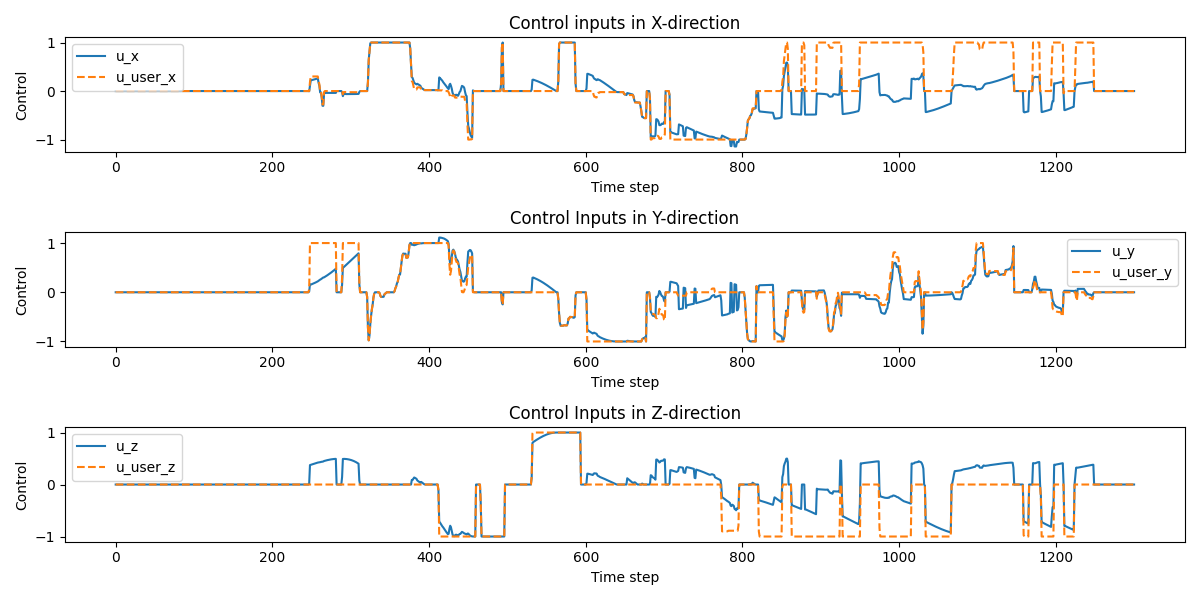 Control inputs in X-direction
1
0
−1
Control
u_x
u_user_x
0 200 400 600 800 1000 1200
Time step
Control Inputs in Y-direction
1
0
−1
Control
u_y
u_user_y
0 200 400 600 800 1000 1200
Time step
Control Inputs in Z-direction
1
0
−1
Control
u_z
u_user_z
0 200 400 600 800 1000 1200
Time step